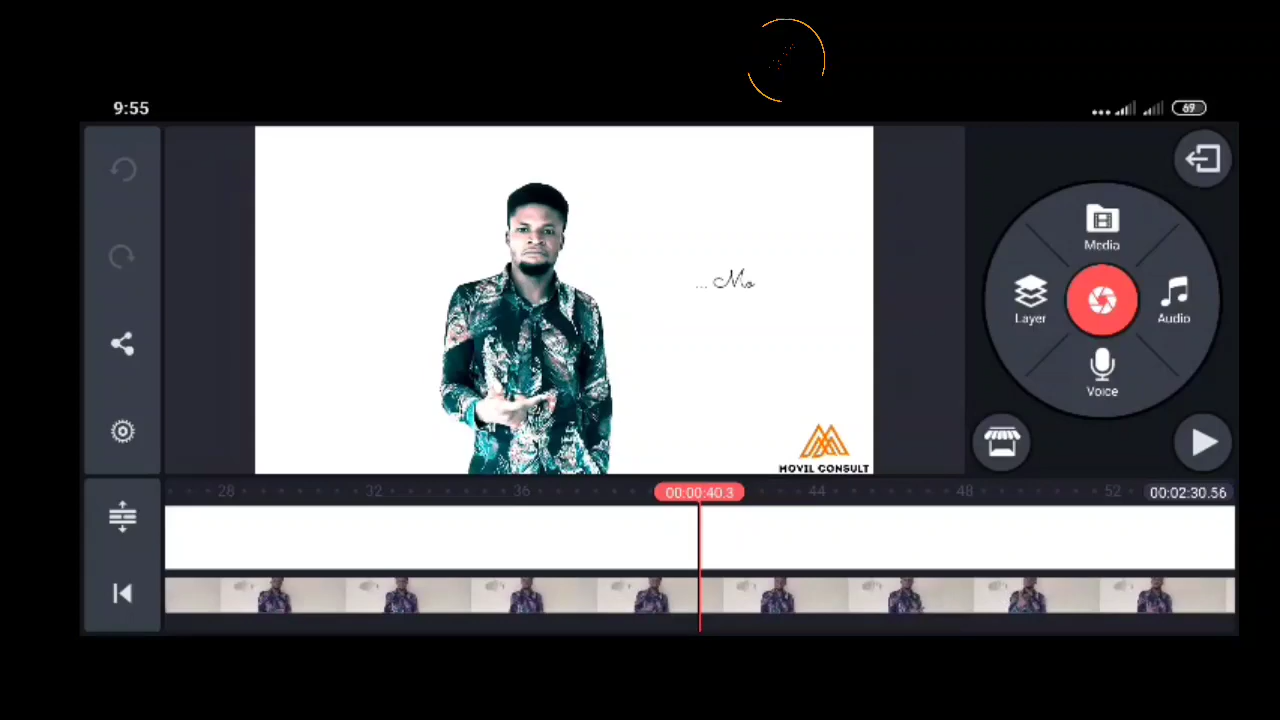 9:55
69
Media
Layer
Audio
Voice
... Mo
MOVIL CONSULT
28
32
36
00:00:40.3
44
48
52
00:02:30.56